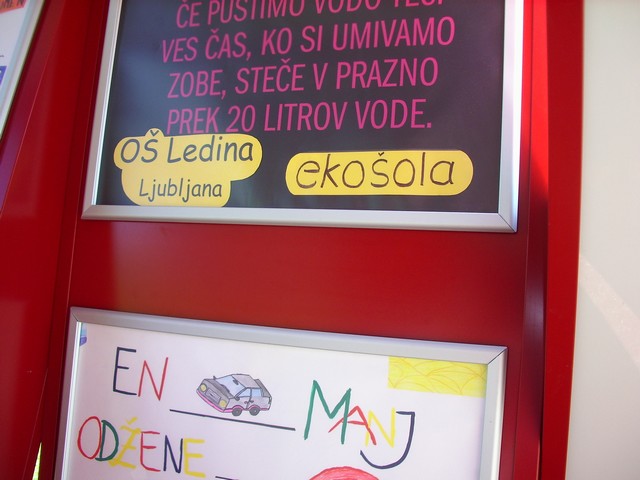 ČE PUSTIMO VODO TEČI
VES ČAS, KO SI UMIVAMO
ZOBE, STEČE V PRAZNO
PREK 20 LITROV VODE.
OŠ Ledina
Ljubljana
ekošola
EN MANJ
ODŽENE